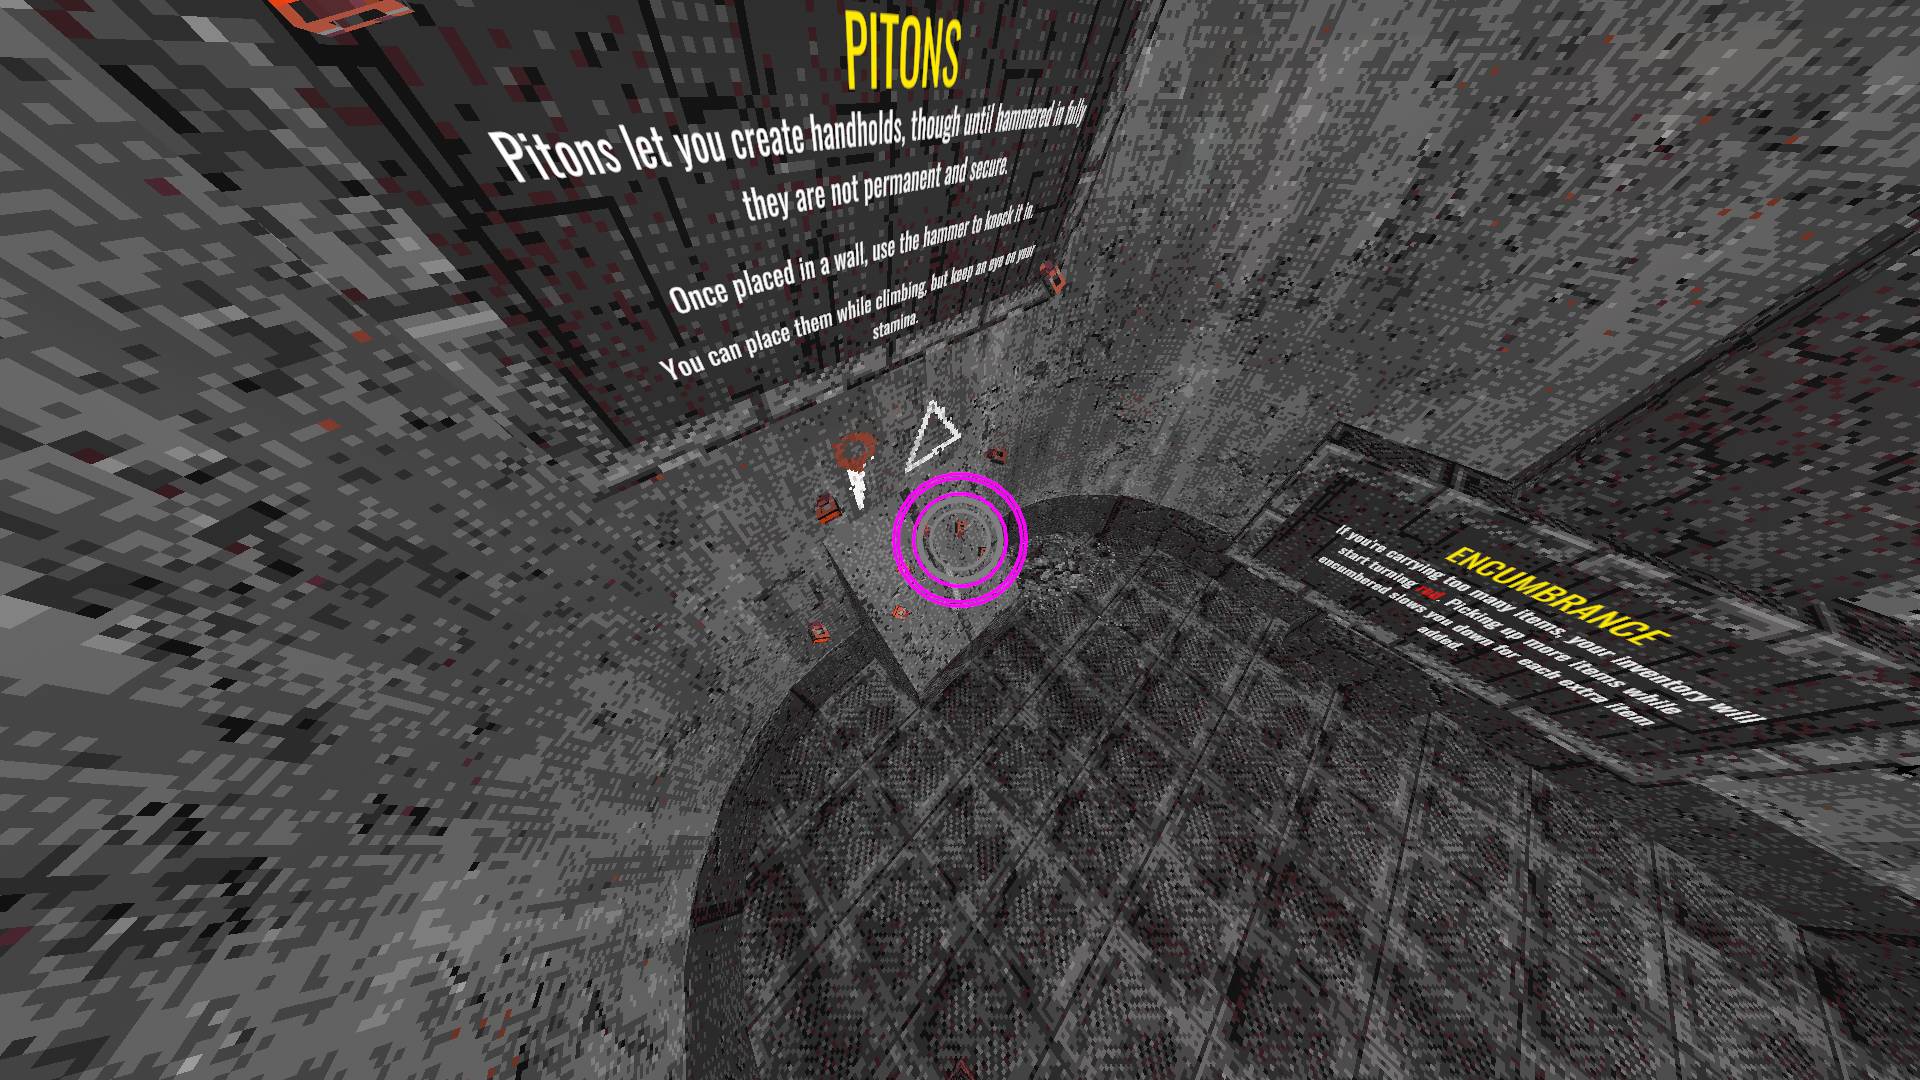 PITONS
Pitons let you create handholds, though until hammered in fully
they are not permanent and secure.
Once placed in a wall, use the hammer to knock it in.
You can place them while climbing, but keep an eye on your
stamina.
ENCUMBRANCE
If you're carrying too many items, your inventory will
start turning red. Picking up more items while
encumbered slows you down for each extra item
added.